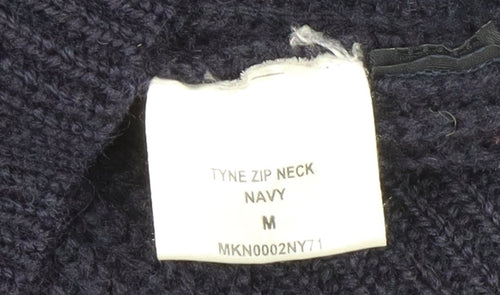 TYNE ZIP NECK
NAVY
M
MKN0002NY71